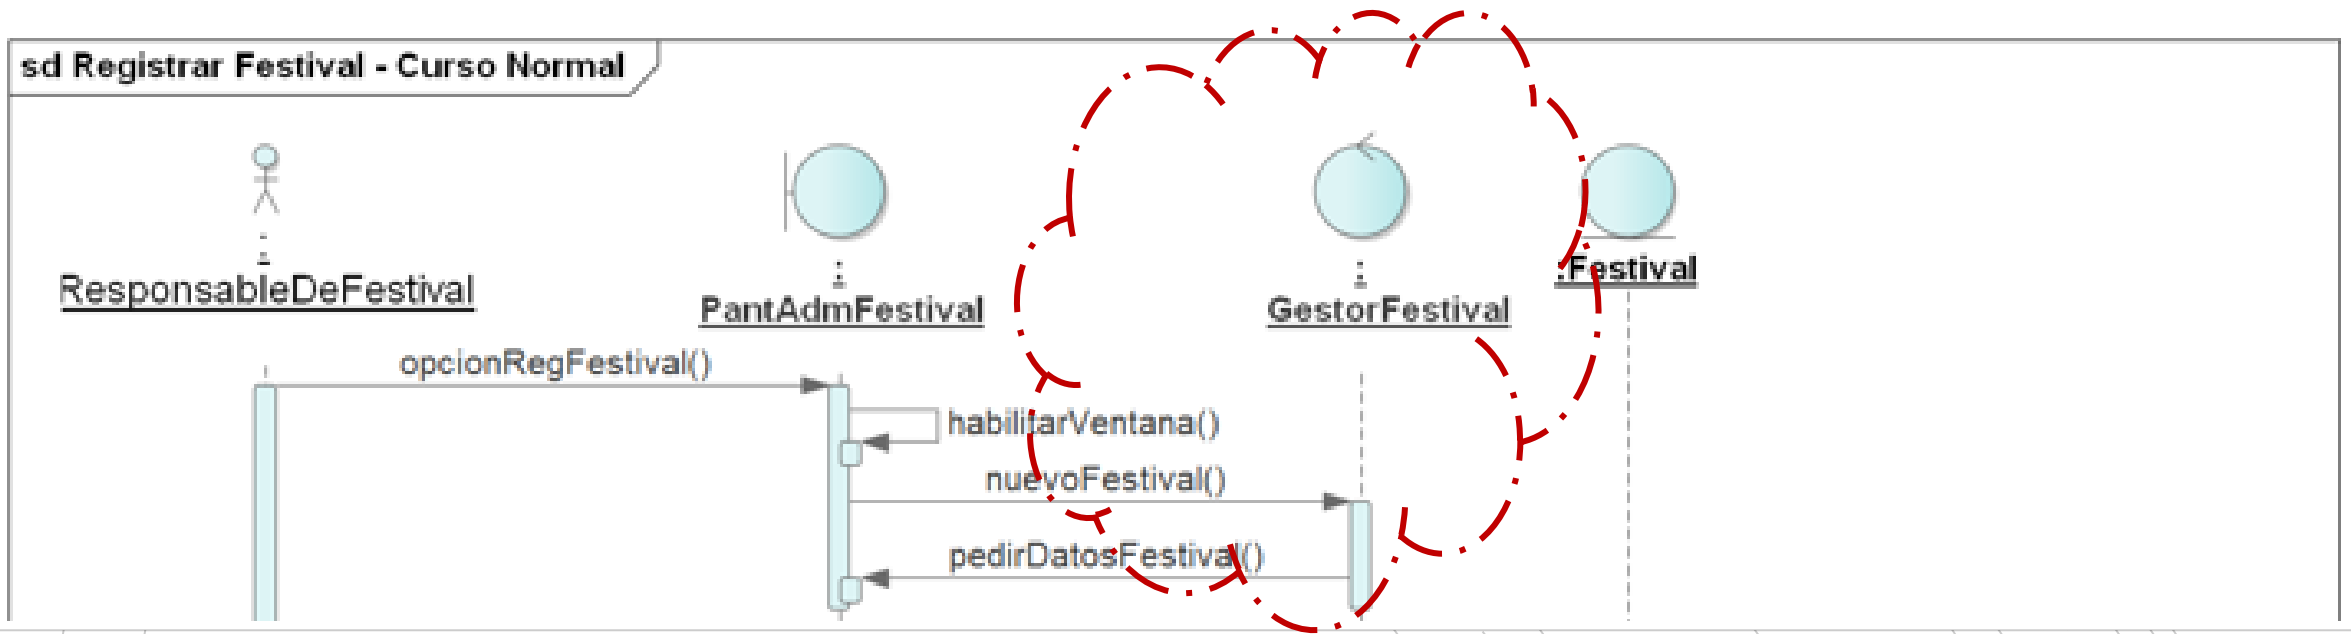 sd Registrar Festival - Curso Normal
:
ResponsableDeFestival
:
PantAdmFestival
:
GestorFestival
:Festival
opcionRegFestival()
habilitarVentana()
nuevoFestival()
pedirDatosFestival()